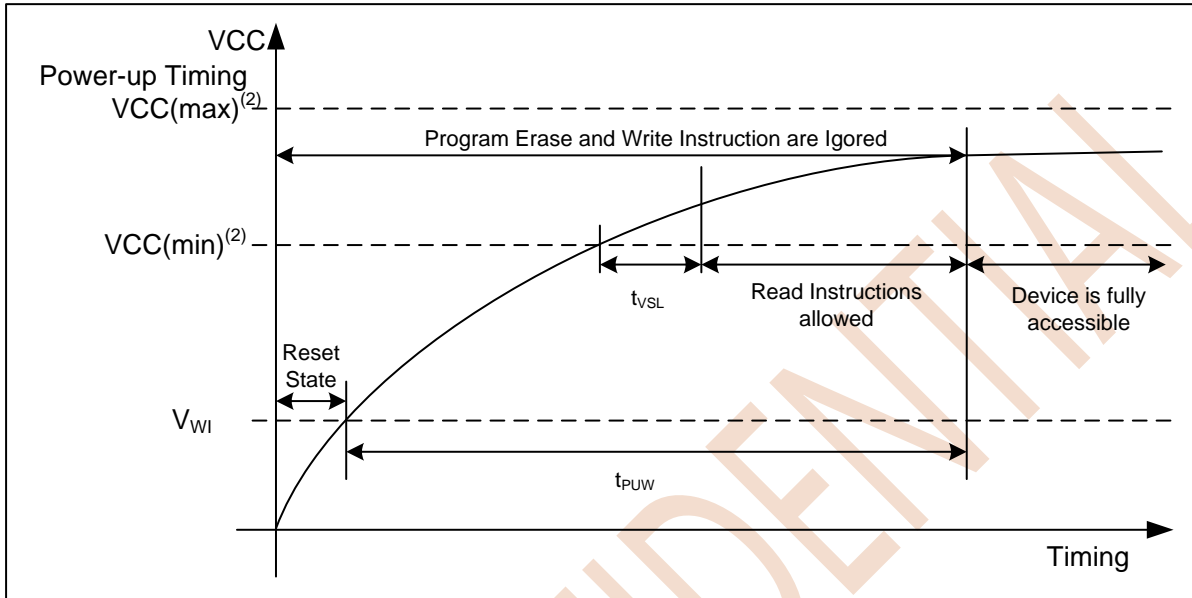 VCC
Power-up Timing
VCC(max)(2)
Program Erase and Write Instruction are Igored
VCC(min)(2)
tVSL
Read Instructions
allowed
Device is fully
accessible
Reset
State
VWI
tPUW
Timing
IDENTIAL